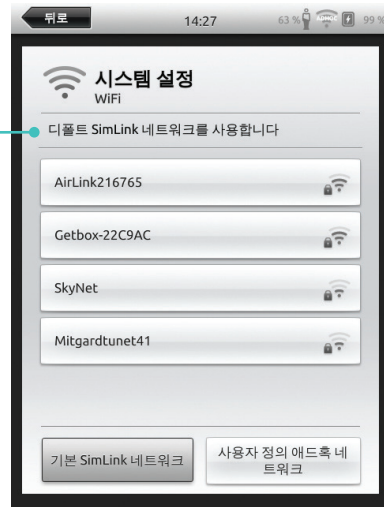 뒤로
14:27
63 %
99 %
시스템 설정
WiFi
디폴트 SimLink 네트워크를 사용합니다
AirLink216765
Getbox-22C9AC
SkyNet
Mitgardtunet41
기본 SimLink 네트워크
사용자 정의 애드혹 네
트워크